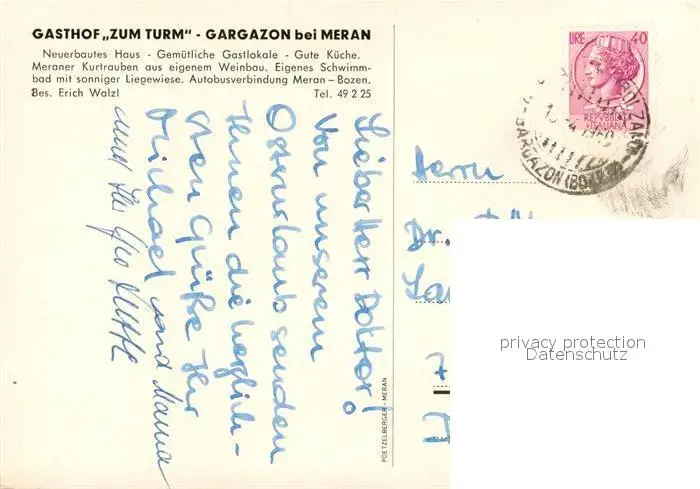 GASTHOF „ZUM TURM" - GARGAZON bei MERAN
Neuerbautes Haus - Gemütliche Gastlokale - Gute Küche.
Meraner Kurtrauben aus eigenem Weinbau. Eigenes Schwimm-
bad mit sonniger Liegewiese. Autobusverbindung Meran – Bozen.
Bes. Erich Walzl Tel. 49 2 25
Lieber Herr Doktor!
Von unserem
Osterurlaub senden
Ihnen die herzlich-
sten Grüße Ihr
Michael und Mama
und
POETZELBERGER - MERAN
LIRE 40
REPVBBLICA
ITALIANA
GARGAZON
Herrn
Dr.
privacy protection
Datenschutz